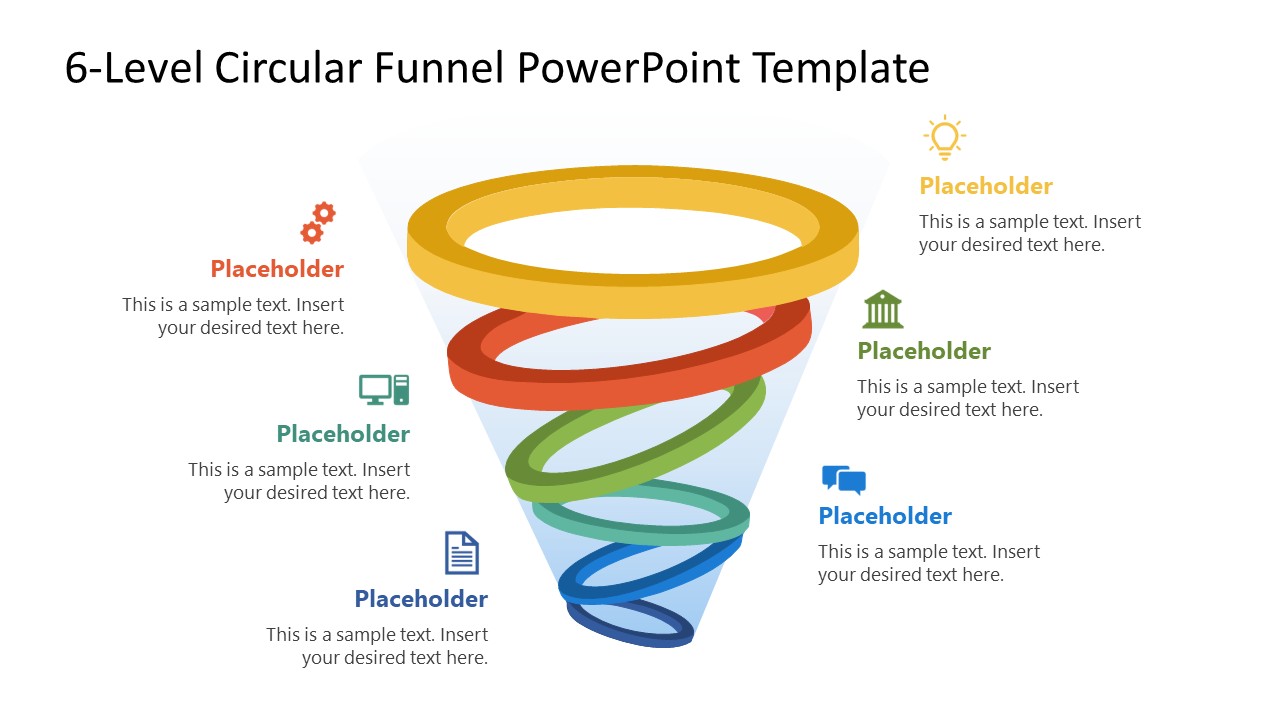 6-Level Circular Funnel PowerPoint Template
Placeholder
This is a sample text. Insert
your desired text here.
Placeholder
This is a sample text. Insert
your desired text here.
Placeholder
This is a sample text. Insert
your desired text here.
Placeholder
This is a sample text. Insert
your desired text here.
Placeholder
This is a sample text. Insert
your desired text here.
Placeholder
This is a sample text. Insert
your desired text here.